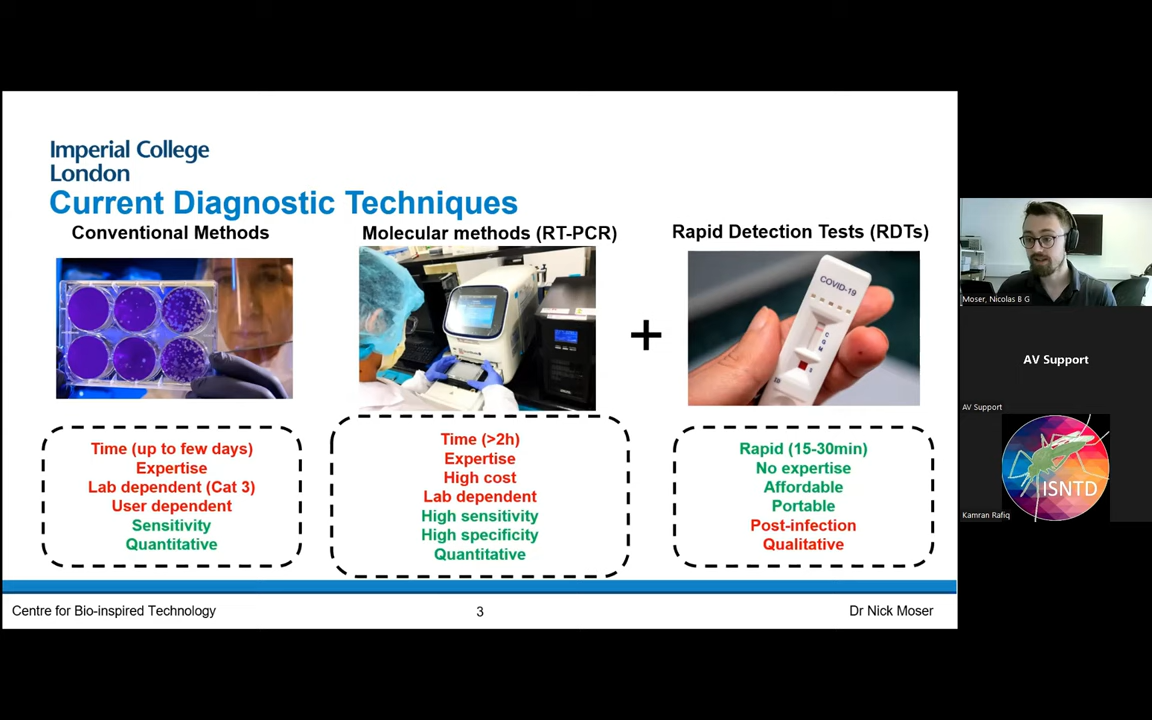 Imperial College
London
Current Diagnostic Techniques
Conventional Methods
Molecular methods (RT-PCR)
Rapid Detection Tests (RDTs)
COVID-19
C
G
M
+
Time (up to few days)
Expertise
Lab dependent (Cat 3)
User dependent
Sensitivity
Quantitative
Time (>2h)
Expertise
High cost
Lab dependent
High sensitivity
High specificity
Quantitative
Rapid (15-30min)
No expertise
Affordable
Portable
Post-infection
Qualitative
Centre for Bio-inspired Technology
3
Dr Nick Moser
Moser, Nicolas B G
AV Support
AV Support
ISNTD
Kamran Rafiq